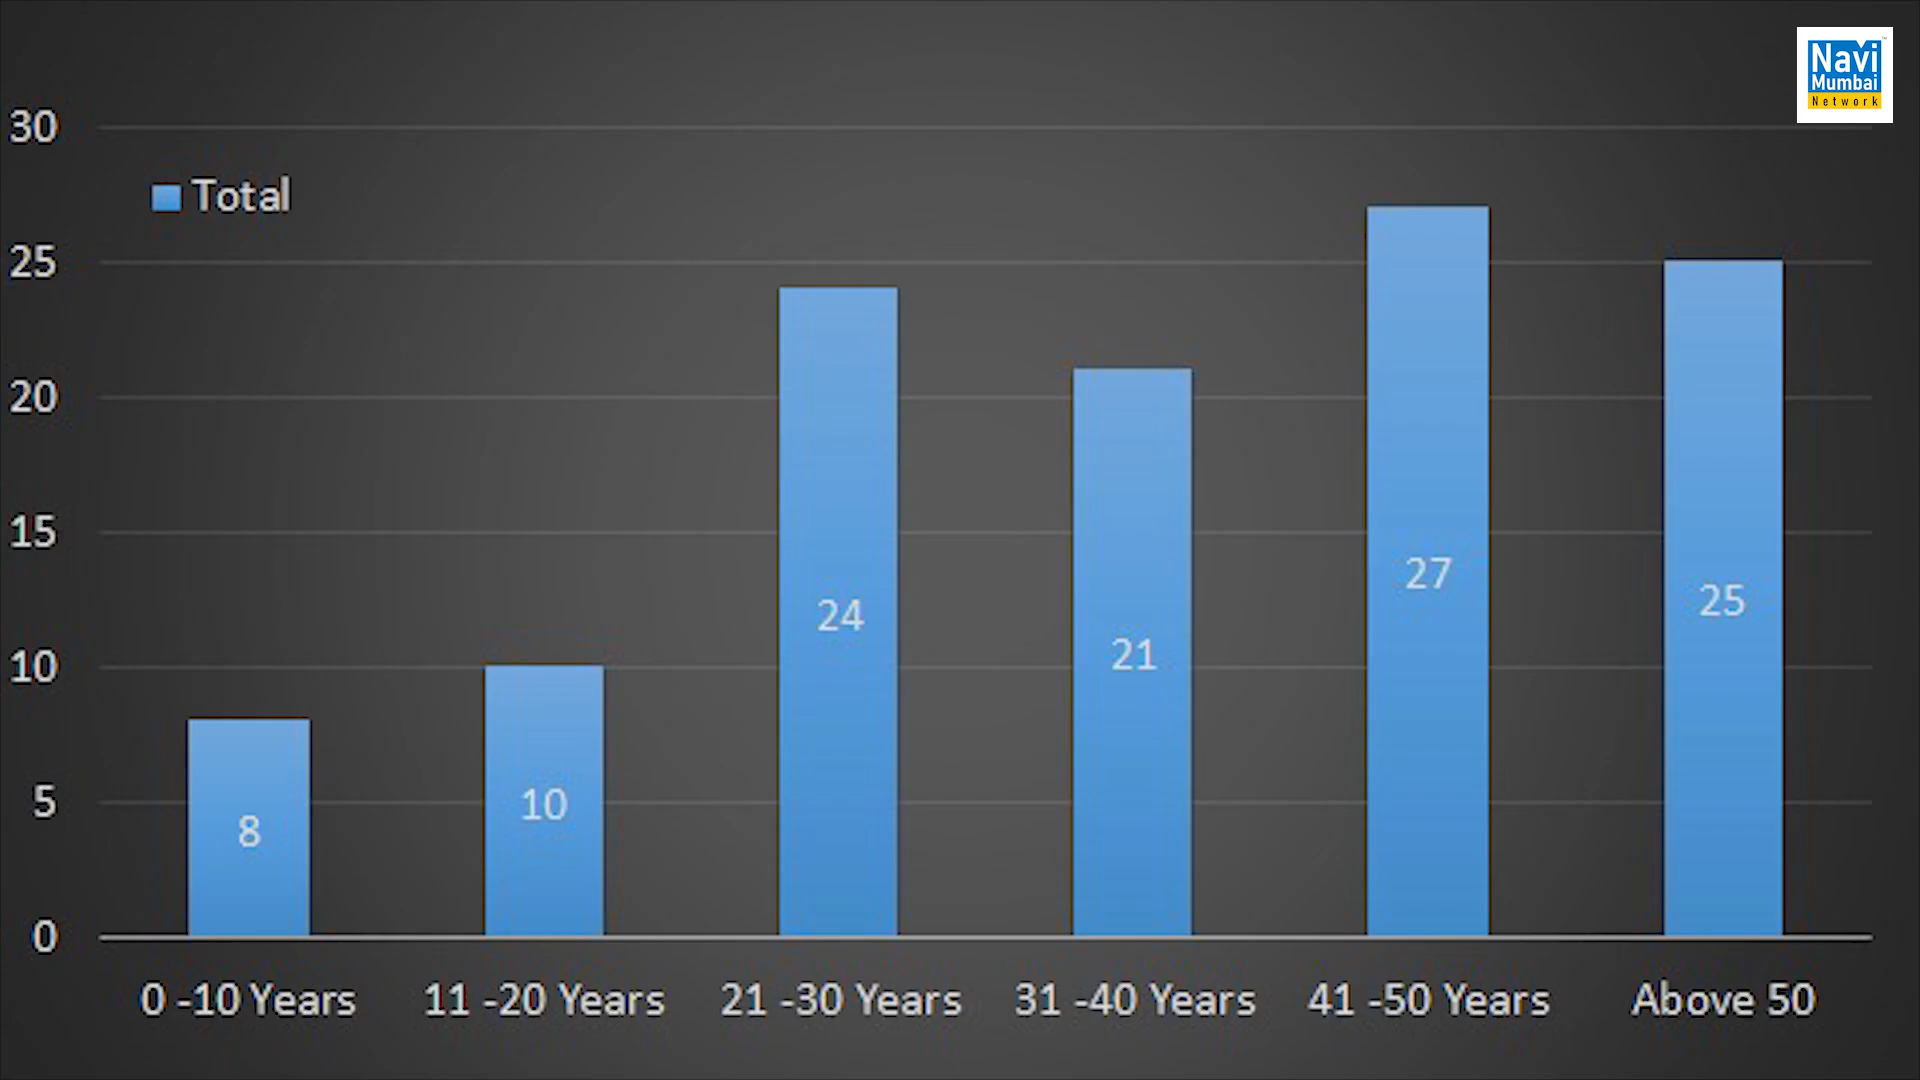 Navi
Mumbai
Network
30
Total
25
20
15
10
5
0
8
10
24
21
27
25
0 -10 Years
11 -20 Years
21 -30 Years
31 -40 Years
41 -50 Years
Above 50